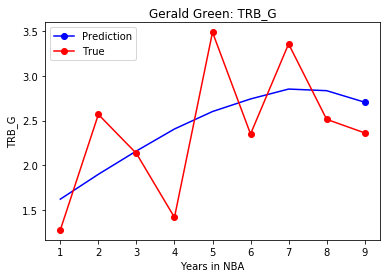 Gerald Green: TRB_G
Prediction
True
TRB_G
3.5
3.0
2.5
2.0
1.5
1 2 3 4 5 6 7 8 9
Years in NBA